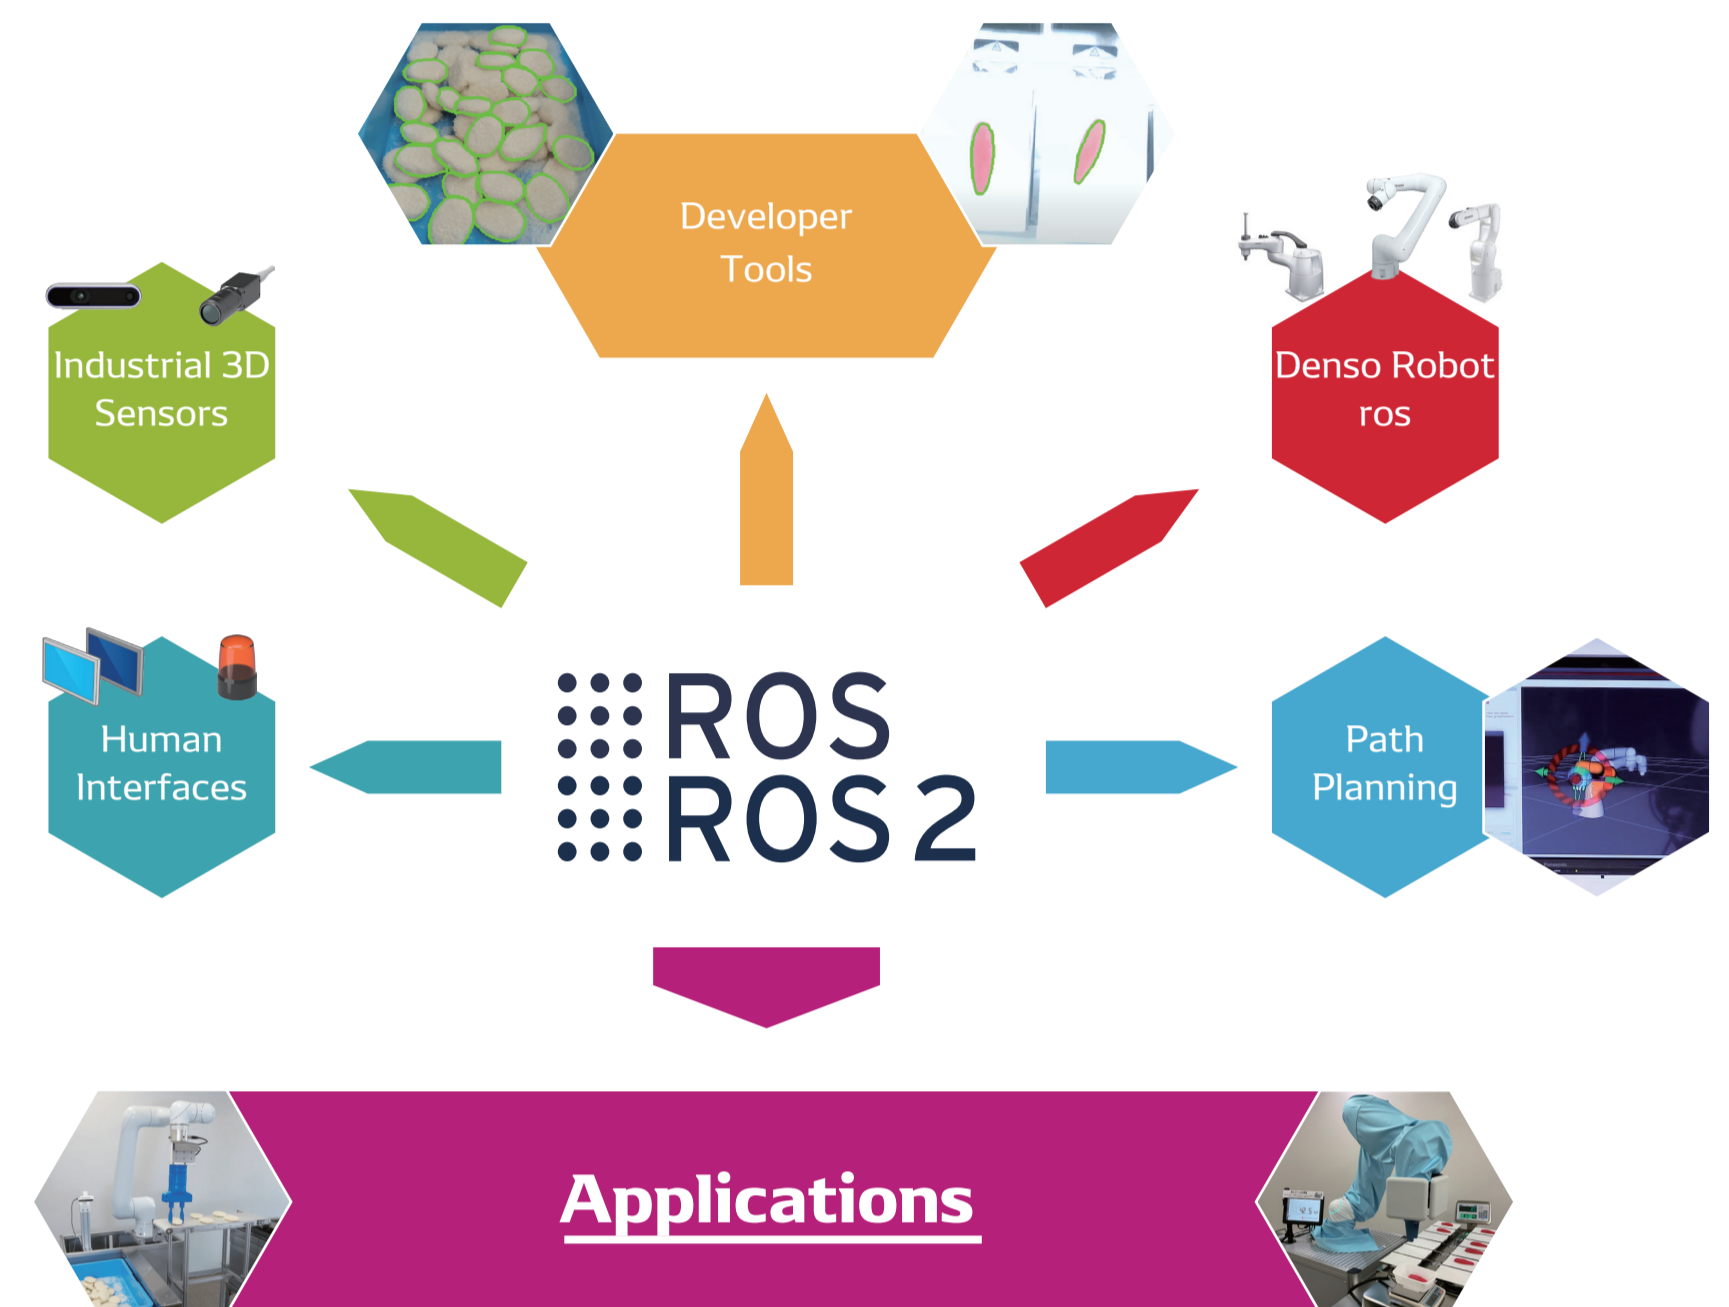 Developer
Tools
Industrial 3D
Sensors
Denso Robot
ros
Human
Interfaces
ROS
ROS 2
Path
Planning
Applications